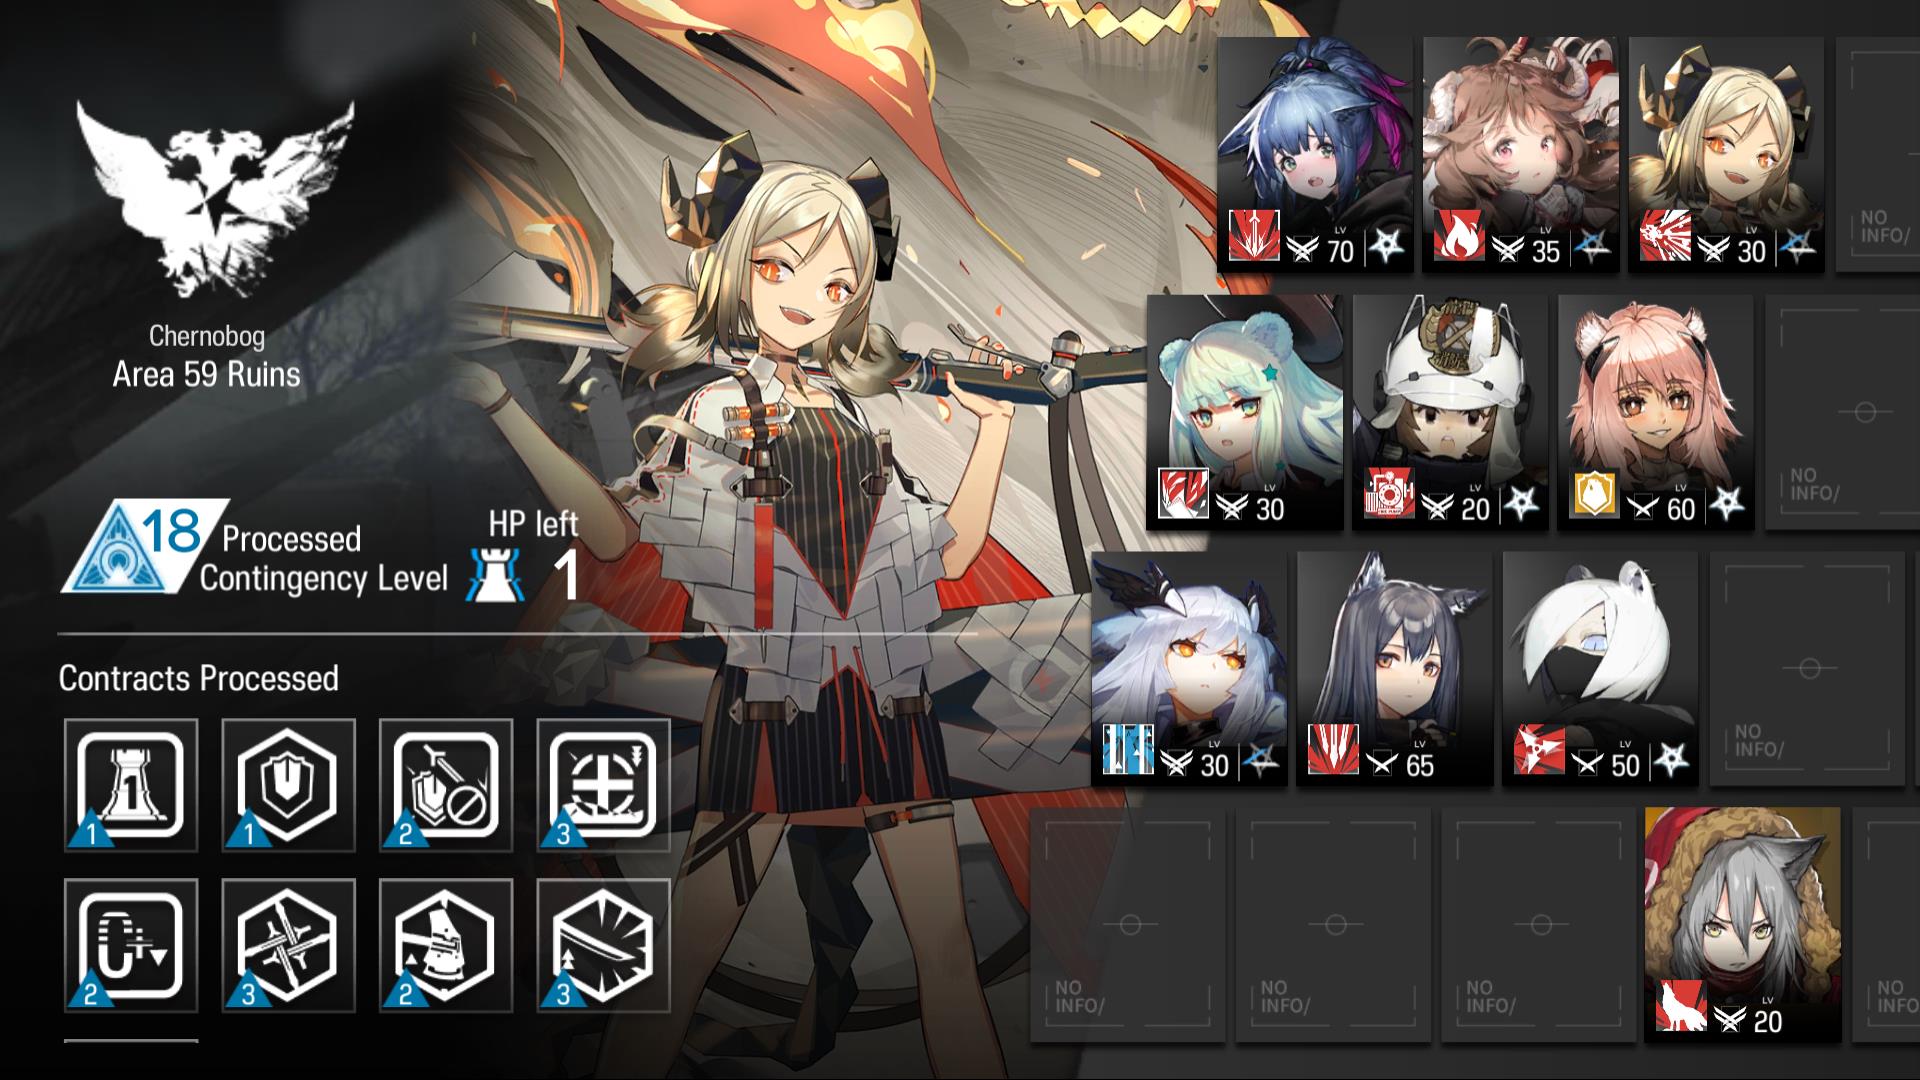 Chernobog
Area 59 Ruins
18
Processed
Contingency Level
HP left
1
Contracts Processed
1
1
1
2
3
2
3
2
3
LV
70
LV
35
LV
30
NO
INFO/
LV
30
LV
20
LV
60
NO
INFO/
LV
30
LV
65
LV
50
NO
INFO/
NO
INFO/
NO
INFO/
NO
INFO/
LV
20
NO
INFO